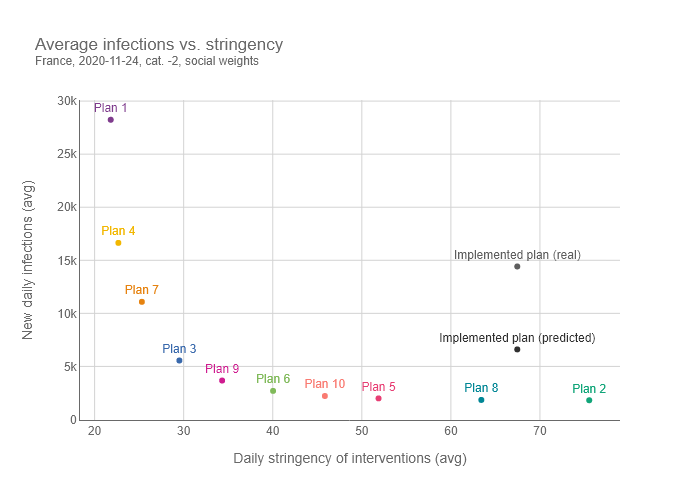 Average infections vs. stringency
France, 2020-11-24, cat. -2, social weights
30k
Plan 1
25k
20k
Plan 4
Implemented plan (real)
15k
Plan 7
10k
Implemented plan (predicted)
Plan 3
5k
Plan 9
Plan 6
Plan 10
Plan 5
Plan 8
Plan 2
0
20
30
40
50
60
70
New daily infections (avg)
Daily stringency of interventions (avg)